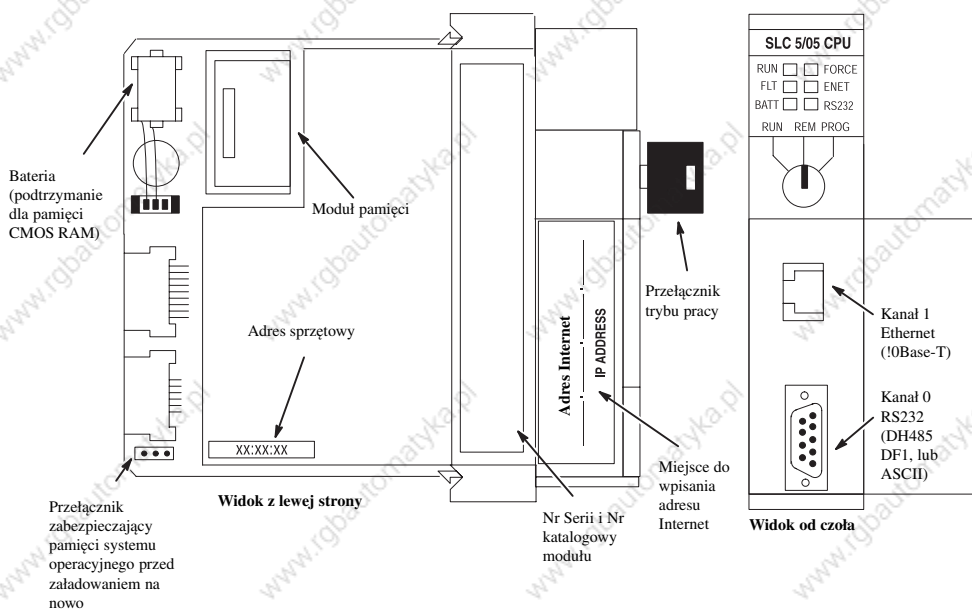 SLC 5/05 CPU
RUN FORCE
FLT ENET
BATT RS232
RUN REM PROG
Bateria
(podtrzymanie
dla pamięci
CMOS RAM)
Moduł pamięci
Adres sprzętowy
XX:XX:XX
Przełącznik
zabezpieczający
pamięci systemu
operacyjnego przed
załadowaniem na
nowo
Widok z lewej strony
Adres Internet
IP ADDRESS
Nr Serii i Nr
katalogowy
modułu
Przełącznik
trybu pracy
Miejsce do
wpisania
adresu
Internet
Kanał 1
Ethernet
(!0Base-T)
Kanał 0
RS232
(DH485
DF1, lub
ASCII)
Widok od czoła
www.rgbautomatyka.pl